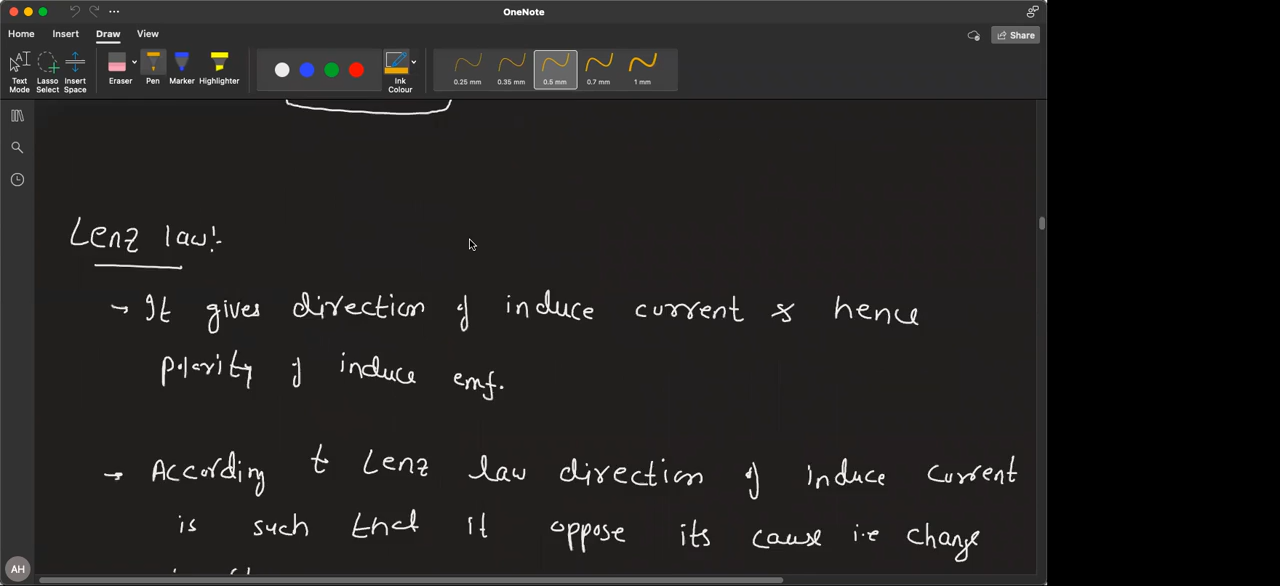 OneNote
Home Insert Draw View
Share
Text Mode
Lasso Select
Insert Space
Eraser
Pen
Marker
Highlighter
Ink Colour
0.25 mm
0.35 mm
0.5 mm
0.7 mm
1 mm
Lenz law:-
→ It gives direction of induce current & hence
polarity of induce emf.
→ According to Lenz law direction of induce current
is such that it oppose its cause i.e change
AH